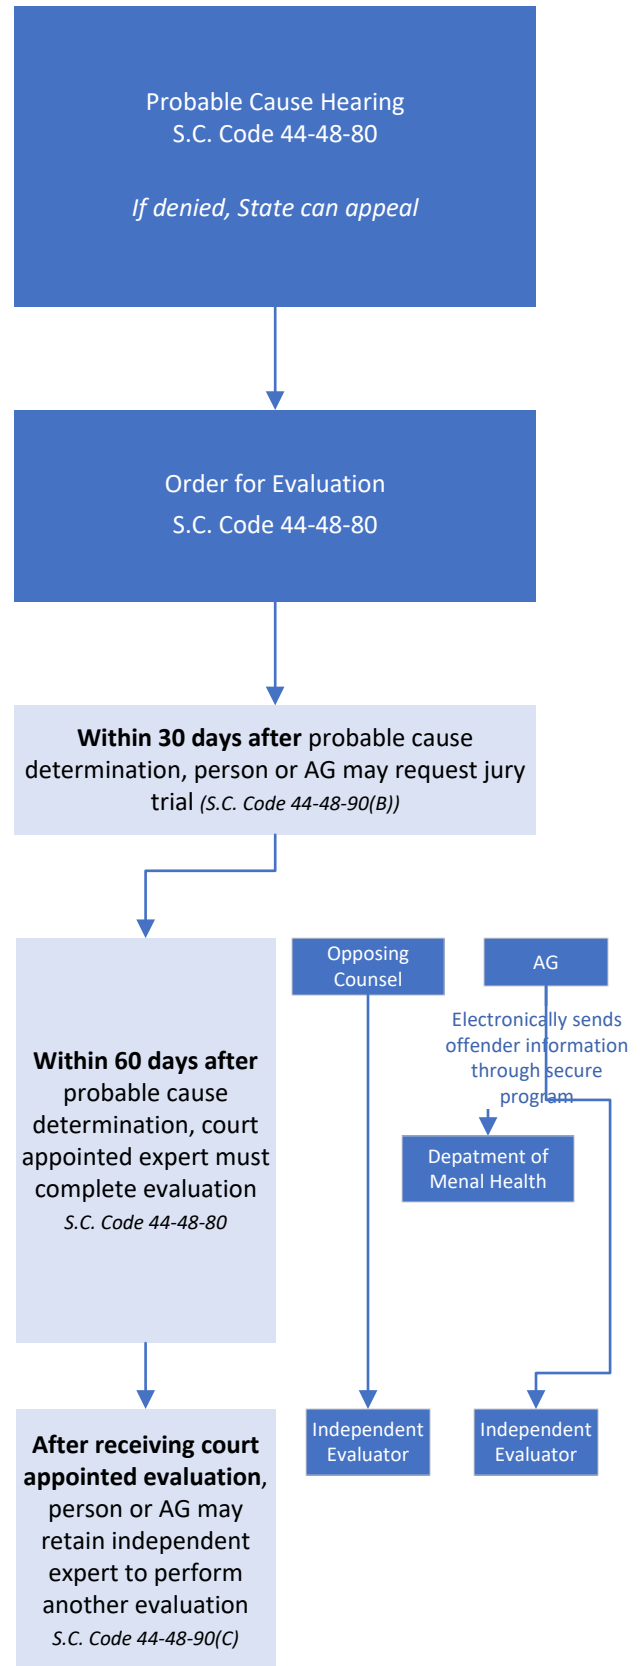 Probable Cause Hearing
S.C. Code 44-48-80
If denied, State can appeal
Order for Evaluation
S.C. Code 44-48-80
Within 30 days after probable cause
determination, person or AG may request jury
trial (S.C. Code 44-48-90(B))
Within 60 days after
probable cause
determination, court
appointed expert must
complete evaluation
S.C. Code 44-48-80
Opposing
Counsel
AG
Electronically sends
offender information
through secure
program
Depatment of
Menal Health
After receiving court
appointed evaluation,
person or AG may
retain independent
expert to perform
another evaluation
S.C. Code 44-48-90(C)
Independent
Evaluator
Independent
Evaluator